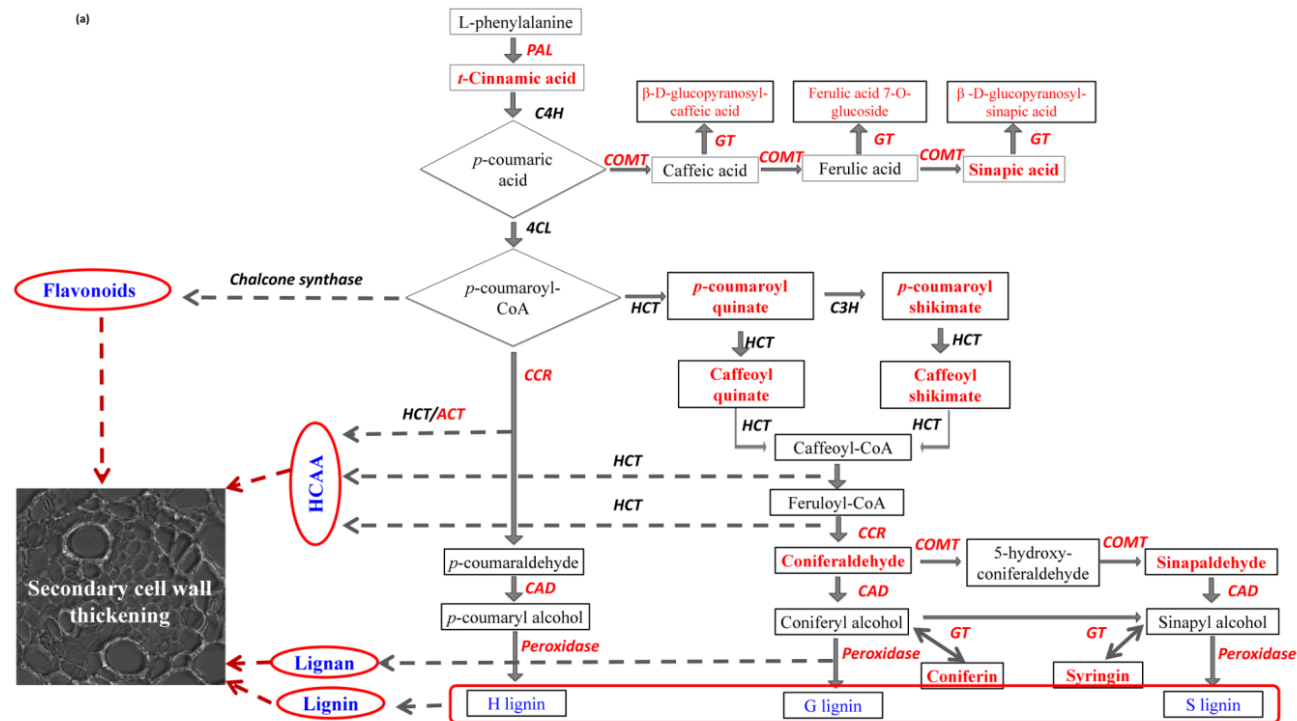 (a)
L-phenylalanine
PAL
t-Cinnamic acid
C4H
β-D-glucopyranosyl-
caffeic acid
Ferulic acid 7-O-
glucoside
β -D-glucopyranosyl-
sinapic acid
GT
GT
GT
p-coumaric
acid
COMT
Caffeic acid
COMT
Ferulic acid
COMT
Sinapic acid
4CL
Flavonoids
Chalcone synthase
p-coumaroyl-
CoA
HCT
p-coumaroyl
quinate
C3H
p-coumaroyl
shikimate
HCT
HCT
CCR
Caffeoyl
quinate
Caffeoyl
shikimate
HCT/ACT
HCT
HCT
Caffeoyl-CoA
HCAA
HCT
Feruloyl-CoA
HCT
CCR
p-coumaraldehyde
Coniferaldehyde
COMT
5-hydroxy-
coniferaldehyde
COMT
Sinapaldehyde
Secondary cell wall
thickening
CAD
CAD
CAD
p-coumaryl alcohol
Coniferyl alcohol
Sinapyl alcohol
GT
GT
Peroxidase
Peroxidase
Peroxidase
Lignan
Coniferin
Syringin
Lignin
H lignin
G lignin
S lignin